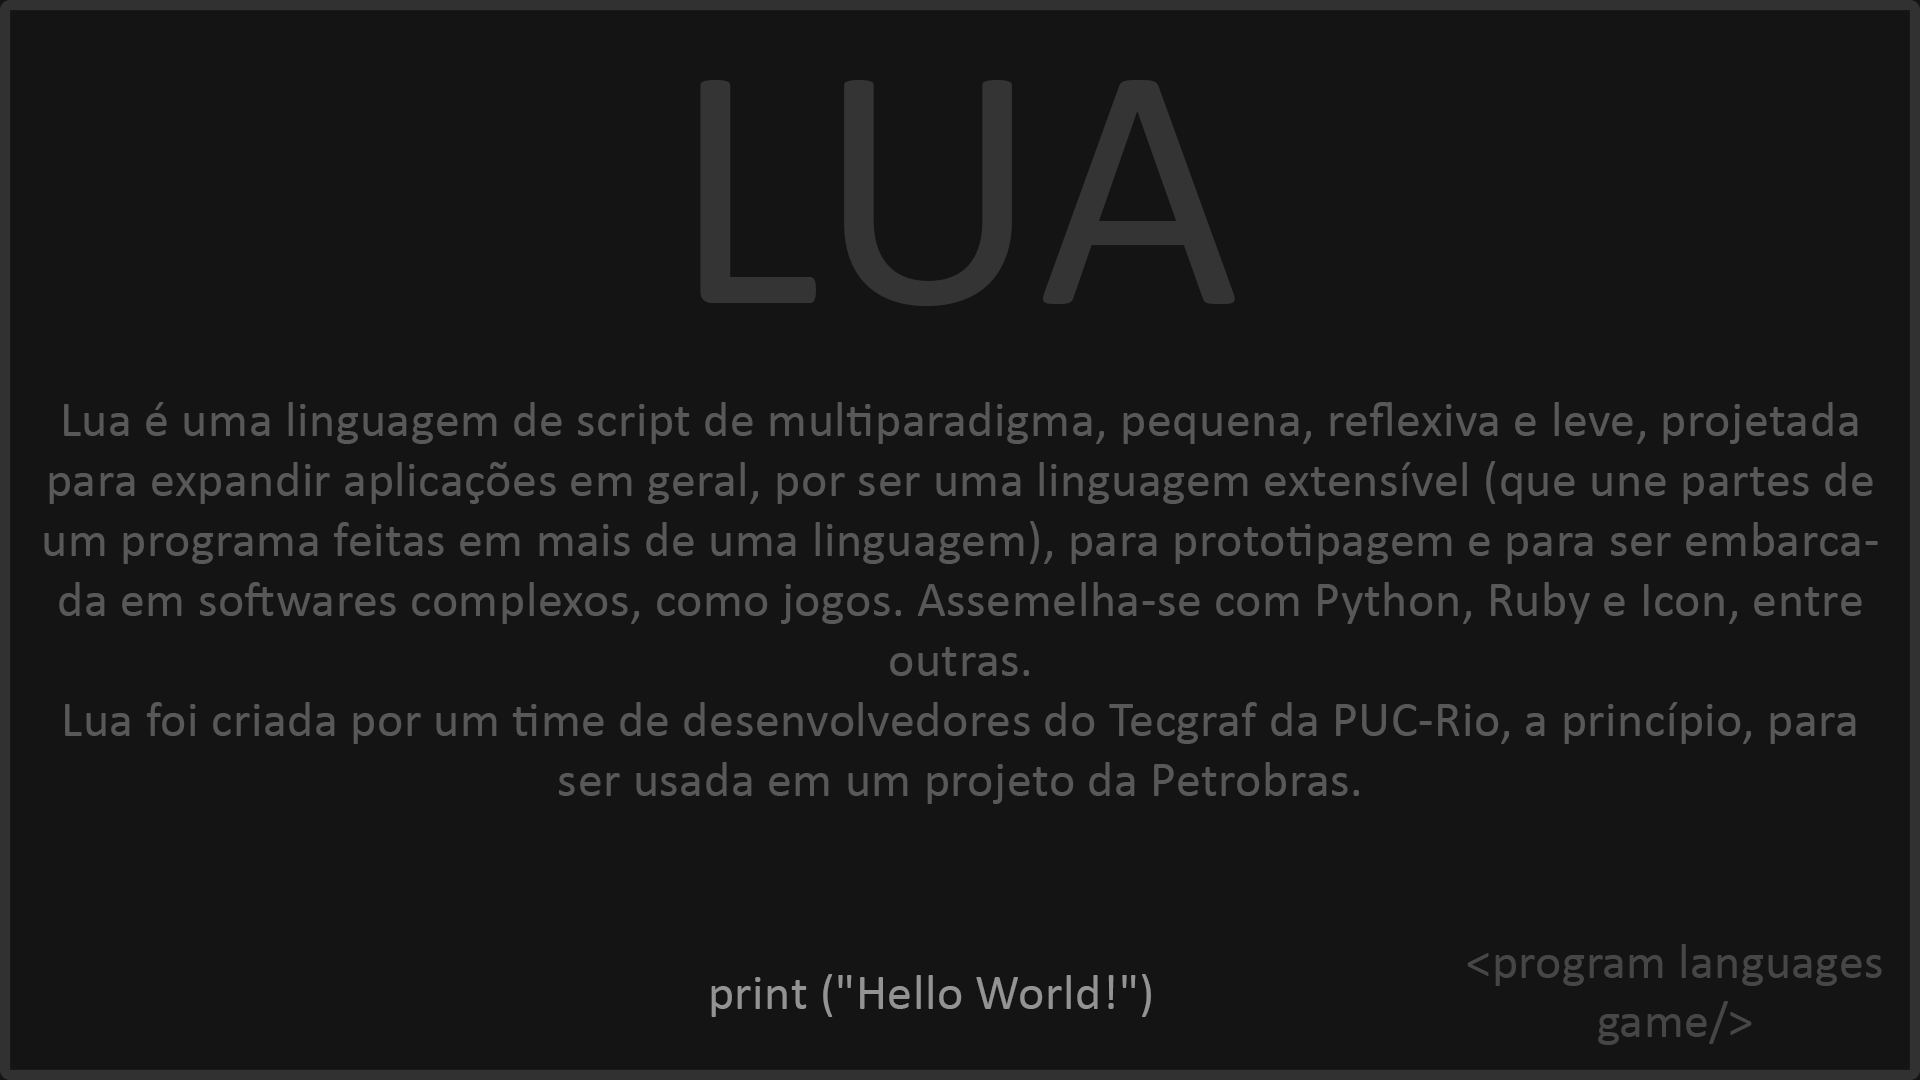 LUA
Lua é uma linguagem de script de multiparadigma, pequena, reflexiva e leve, projetada
para expandir aplicações em geral, por ser uma linguagem extensível (que une partes de
um programa feitas em mais de uma linguagem), para prototipagem e para ser embarca-
da em softwares complexos, como jogos. Assemelha-se com Python, Ruby e Icon, entre
outras.
Lua foi criada por um time de desenvolvedores do Tecgraf da PUC-Rio, a princípio, para
ser usada em um projeto da Petrobras.
print ("Hello World!")
<program languages
game/>